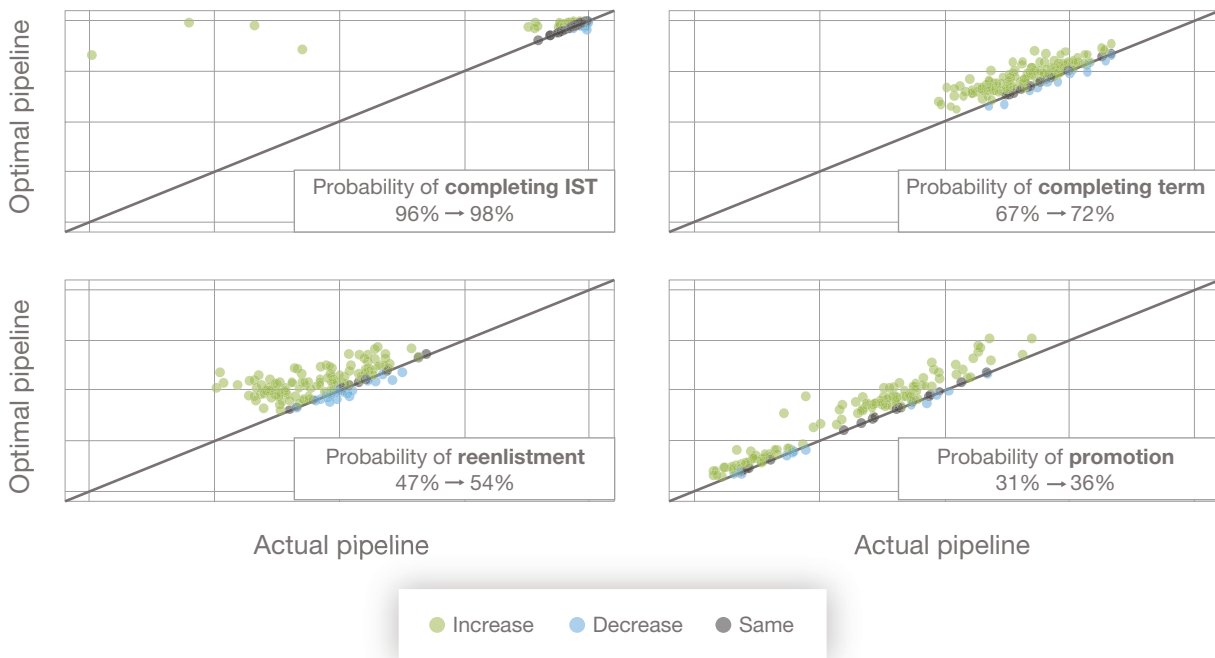 Optimal pipeline
Probability of completing IST
96% → 98%
Probability of completing term
67% → 72%
Optimal pipeline
Probability of reenlistment
47% → 54%
Probability of promotion
31% → 36%
Actual pipeline
Actual pipeline
Increase
Decrease
Same